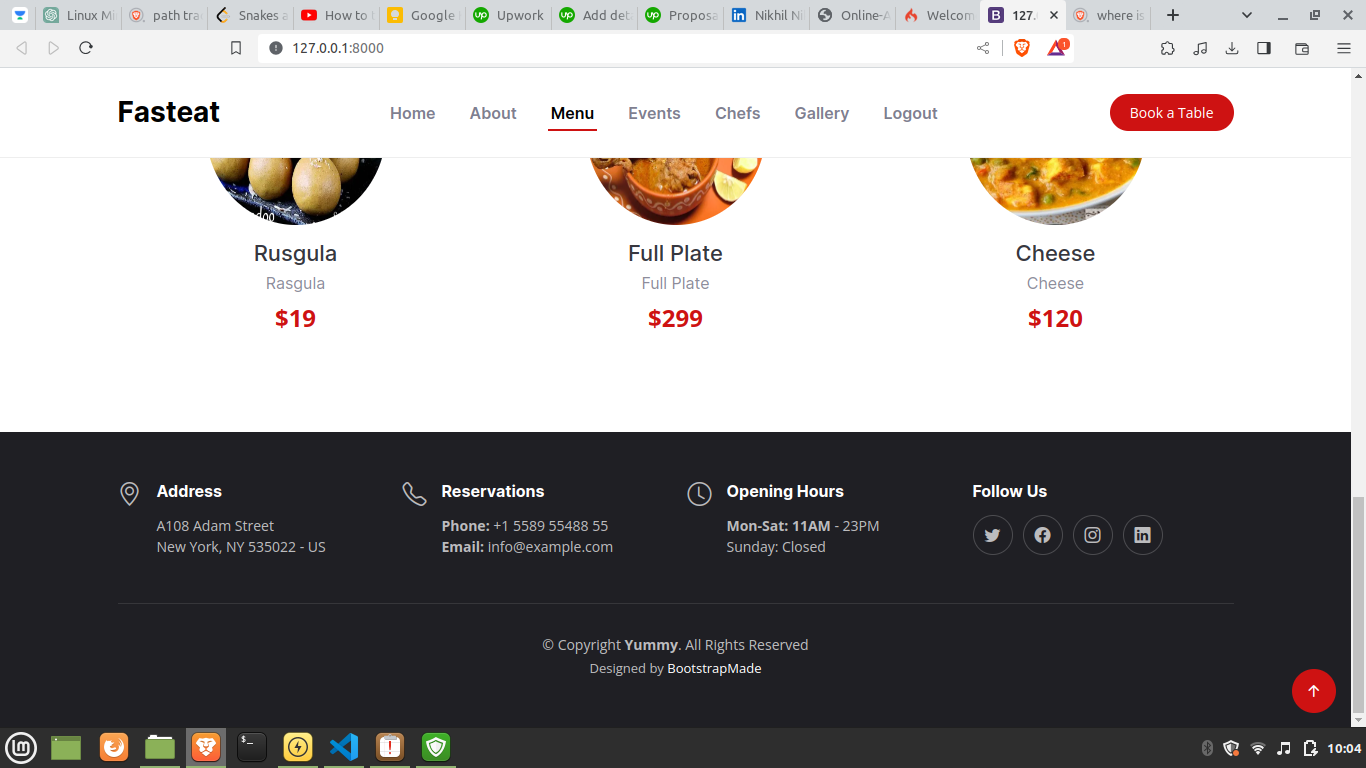 Linux Mi
path tra
Snakes a
How to
Google
Upwork
Add det
Proposa
Nikhil Ni
Online-A
Welcom
127.
where is
127.0.0.1:8000
1
Fasteat
Home
About
Menu
Events
Chefs
Gallery
Logout
Book a Table
Rusgula
Full Plate
Cheese
Rasgula
Full Plate
Cheese
$19
$299
$120
Address
Reservations
Opening Hours
Follow Us
A108 Adam Street
Phone: +1 5589 55488 55
Mon-Sat: 11AM - 23PM
New York, NY 535022 - US
Email: info@example.com
Sunday: Closed
© Copyright Yummy. All Rights Reserved
Designed by BootstrapMade
10:04